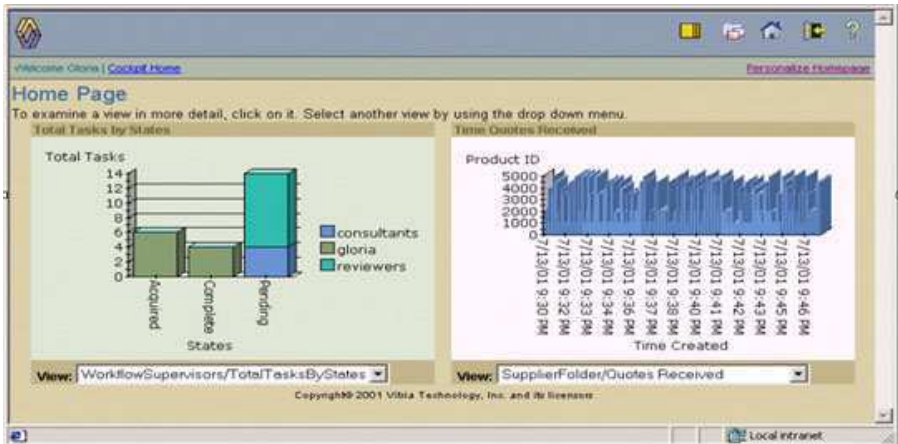 Welcome Gloria | Cockpit Home
Personalize Homepage
Home Page
To examine a view in more detail, click on it. Select another view by using the drop down menu.
Total Tasks by States
Total Tasks
14
12
10
8
6
4
2
0
Acquired
Complete
Pending
States
consultants
gloria
reviewers
View: WorkflowSupervisors/TotalTasksByStates
Time Quotes Received
Product ID
5000
4000
3000
2000
1000
0
7/13/01 9:30 PM
7/13/01 9:32 PM
7/13/01 9:33 PM
7/13/01 9:34 PM
7/13/01 9:36 PM
7/13/01 9:37 PM
7/13/01 9:38 PM
7/13/01 9:40 PM
7/13/01 9:41 PM
7/13/01 9:42 PM
7/13/01 9:43 PM
7/13/01 9:45 PM
7/13/01 9:46 PM
Time Created
View: SupplierFolder/Quotes Received
Copyright© 2001 Vitria Technology, Inc. and its licensors
Local intranet